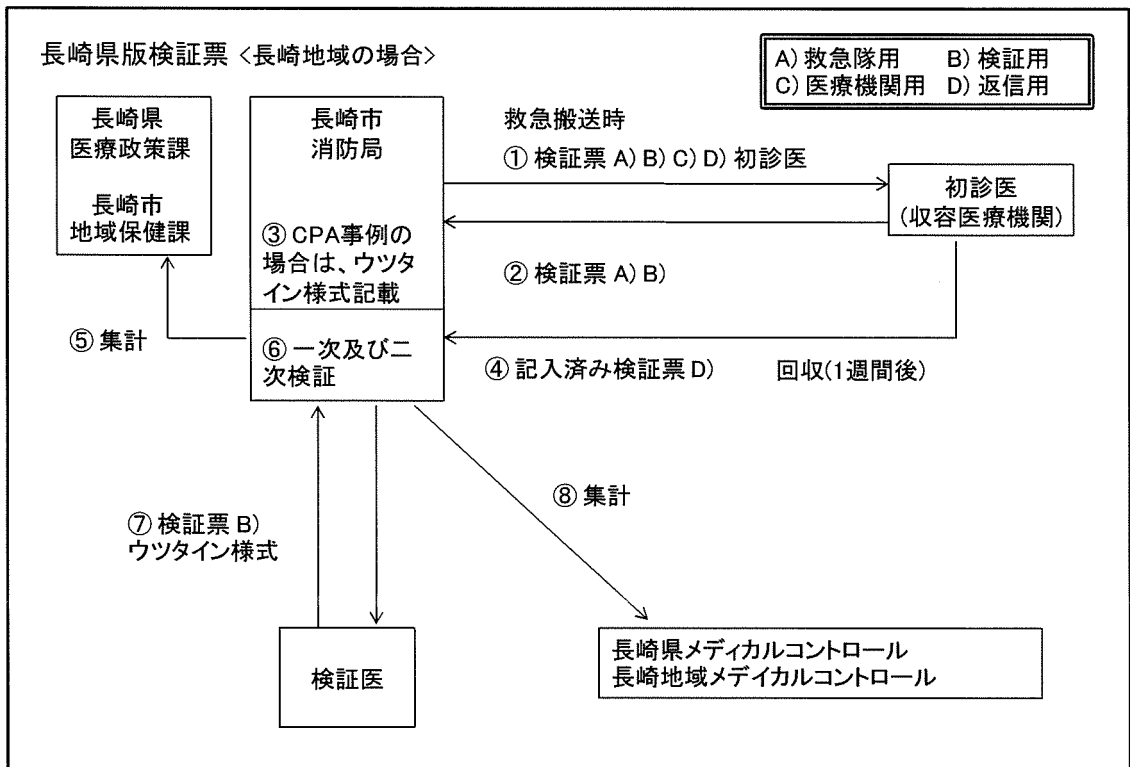 長崎県版検証票 <長崎地域の場合>
A) 救急隊用 B) 検証用
C) 医療機関用 D) 返信用
長崎県
医療政策課
長崎市
地域保健課
長崎市
消防局
③ CPA事例の
場合は、ウツタ
イン様式記載
⑥ 一次及び二
次検証
救急搬送時
① 検証票 A) B) C) D) 初診医
初診医
(収容医療機関)
② 検証票 A) B)
④ 記入済み検証票 D) 回収(1週間後)
⑤ 集計
⑦ 検証票 B)
ウツタイン様式
⑧ 集計
検証医
長崎県メディカルコントロール
長崎地域メデイカルコントロール